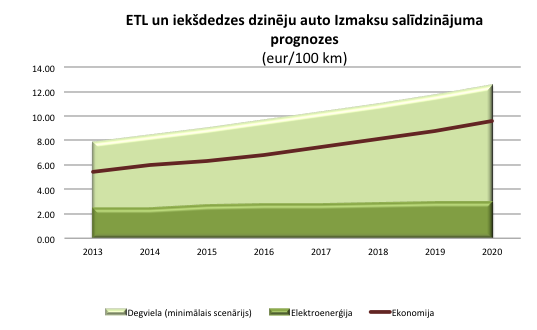 ETL un iekšdedzes dzinēju auto Izmaksu salīdzinājuma
prognozes
(eur/100 km)
14.00
12.00
10.00
8.00
6.00
4.00
2.00
0.00
2013 2014 2015 2016 2017 2018 2019 2020
Degviela (minimālais scenārijs) Elektroenerģija Ekonomija